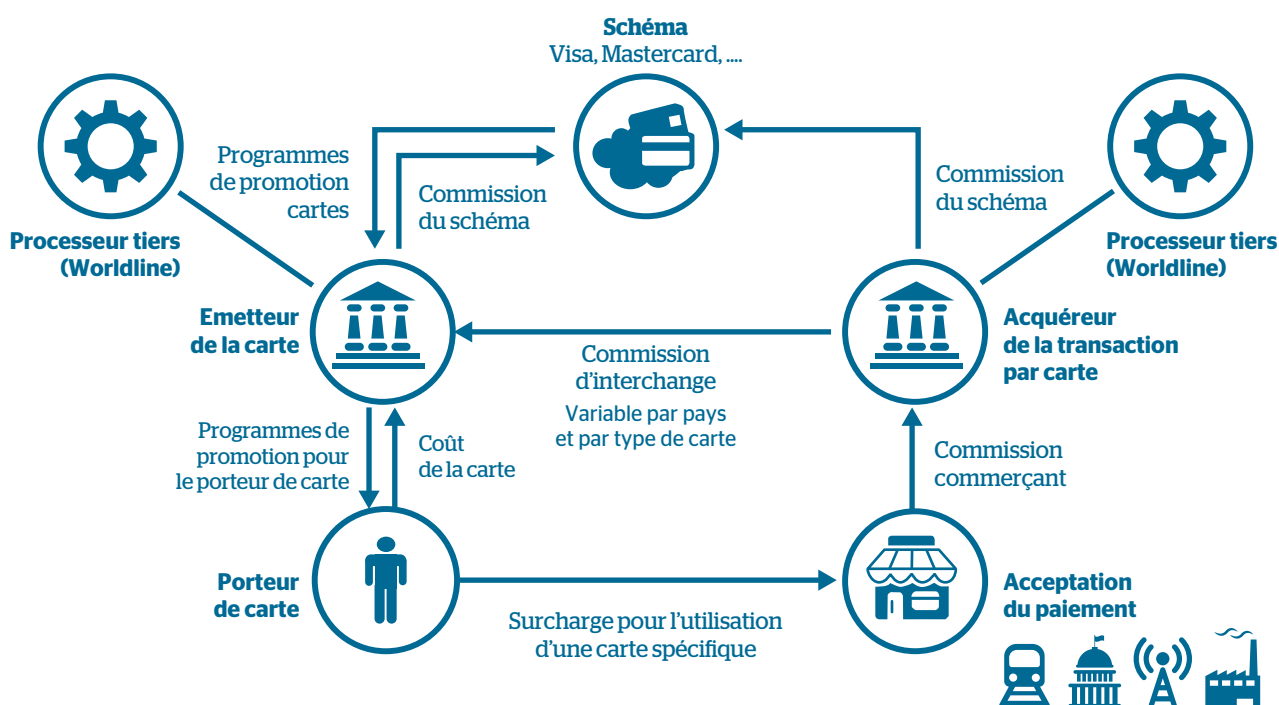 Schéma
Visa, Mastercard, ....
Programmes
de promotion
cartes
Commission
du schéma
Commission
du schéma
Processeur tiers
(Worldline)
Processeur tiers
(Worldline)
Emetteur
de la carte
Commission
d'interchange
Variable par pays
et par type de carte
Acquéreur
de la transaction
par carte
Programmes de
promotion pour
le porteur de carte
Coût
de la carte
Commission
commerçant
Porteur
de carte
Surcharge pour l'utilisation
d'une carte spécifique
Acceptation
du paiement